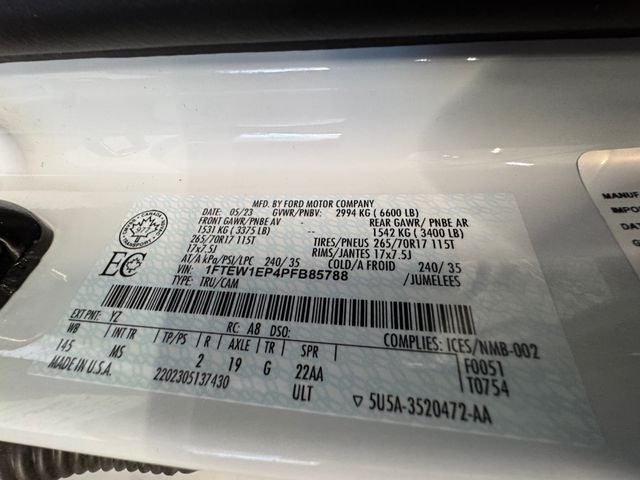 MFD. BY FORD MOTOR COMPANY
DATE: 05/23 GVWR/PNBV: 2994 KG ( 6600 LB)
FRONT GAWR/PNBE AV REAR GAWR/ PNBE AR
1531 KG ( 3375 LB) 1542 KG ( 3400 LB)
265/70R17 115T TIRES/PNEUS 265/70R17 115T
17x7.5J RIMS/JANTES 17x7.5J
AT/A kPa/PSI/LPC 240/ 35 COLD/A FROID 240/ 35
VIN: 1FTEW1EP4PFB85788 /JUMELEES
TYPE: TRU/CAM
EC
EXT PNT: YZ RC: A8 DSO: COMPLIES: ICES/NMB-002
WB INT TR TP/PS R AXLE TR SPR F0051
145 MS 2 19 G 22AA T0754
MADE IN U.S.A. 2202305137430 ULT ▽ 5U5A-3520472-AA
MANUF
IMPO
DAT